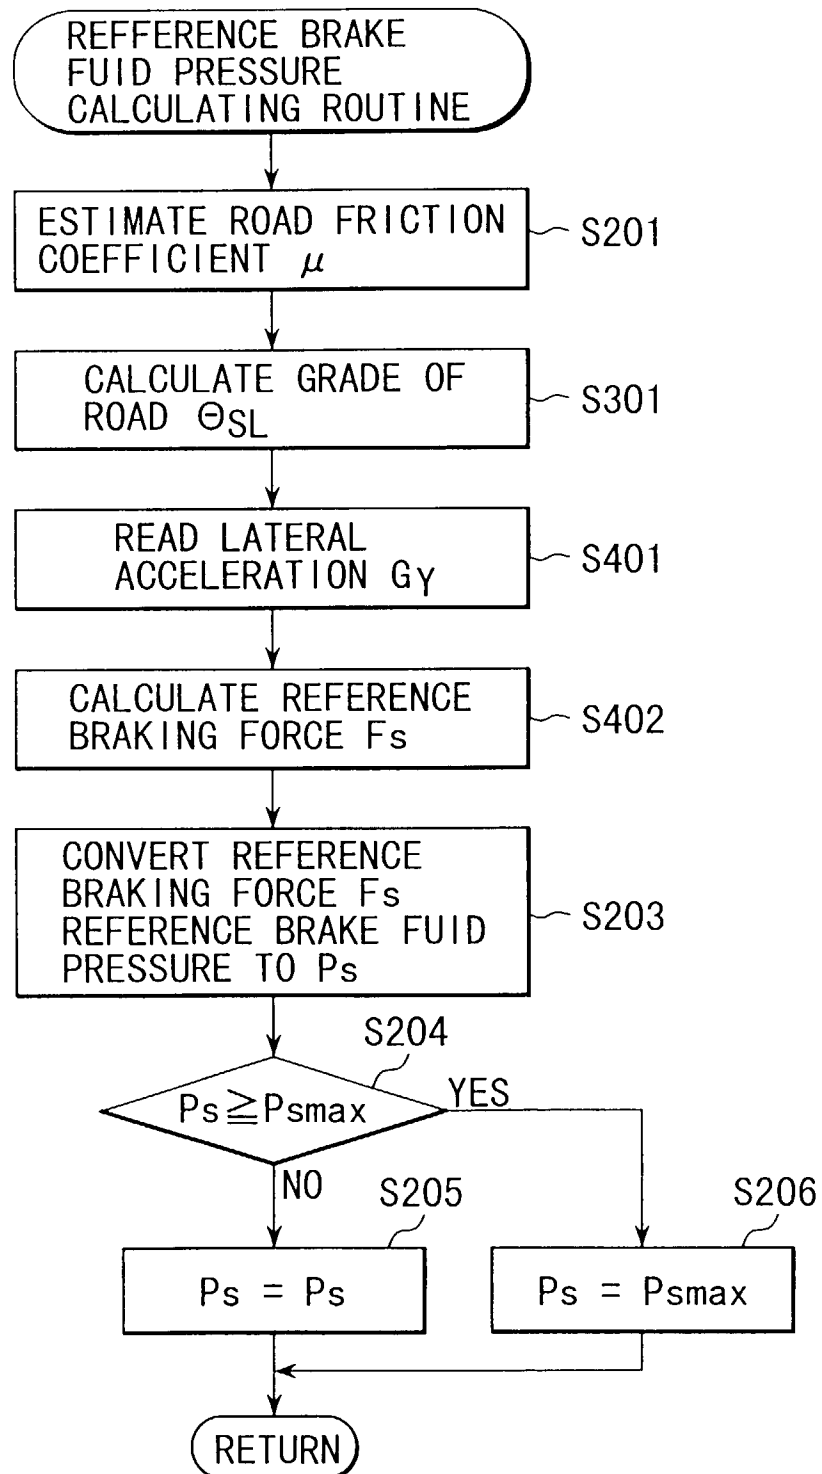 REFFERENCE BRAKE
FUID PRESSURE
CALCULATING ROUTINE
ESTIMATE ROAD FRICTION
COEFFICIENT μ
S201
CALCULATE GRADE OF
ROAD ΘSL
S301
READ LATERAL
ACCELERATION GY
S401
CALCULATE REFERENCE
BRAKING FORCE Fs
S402
CONVERT REFERENCE
BRAKING FORCE Fs
REFERENCE BRAKE FUID
PRESSURE TO Ps
S203
S204
Ps≧Psmax
YES
NO
S205
S206
Ps = Ps
Ps = Psmax
RETURN